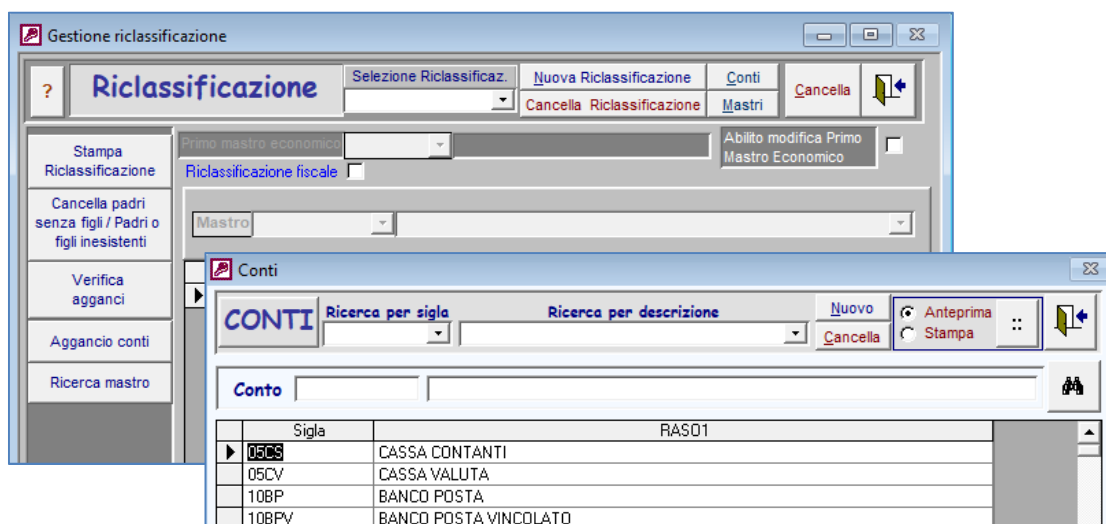 Gestione riclassificazione
?
Riclassificazione
Selezione Riclassificaz.
Nuova Riclassificazione
Conti
Cancella Riclassificazione
Mastri
Cancella
Stampa
Riclassificazione
Primo mastro economico
Abilito modifica Primo
Mastro Economico
Riclassificazione fiscale
Cancella padri
senza figli / Padri o
figli inesistenti
Mastro
Verifica
agganci
Aggancio conti
Ricerca mastro
Conti
CONTI
Ricerca per sigla
Ricerca per descrizione
Nuovo
Cancella
Anteprima
Stampa
::
Conto
Sigla RASO1
05CS CASSA CONTANTI
05CV CASSA VALUTA
10BP BANCO POSTA
10BPV BANCO POSTA VINCOLATO